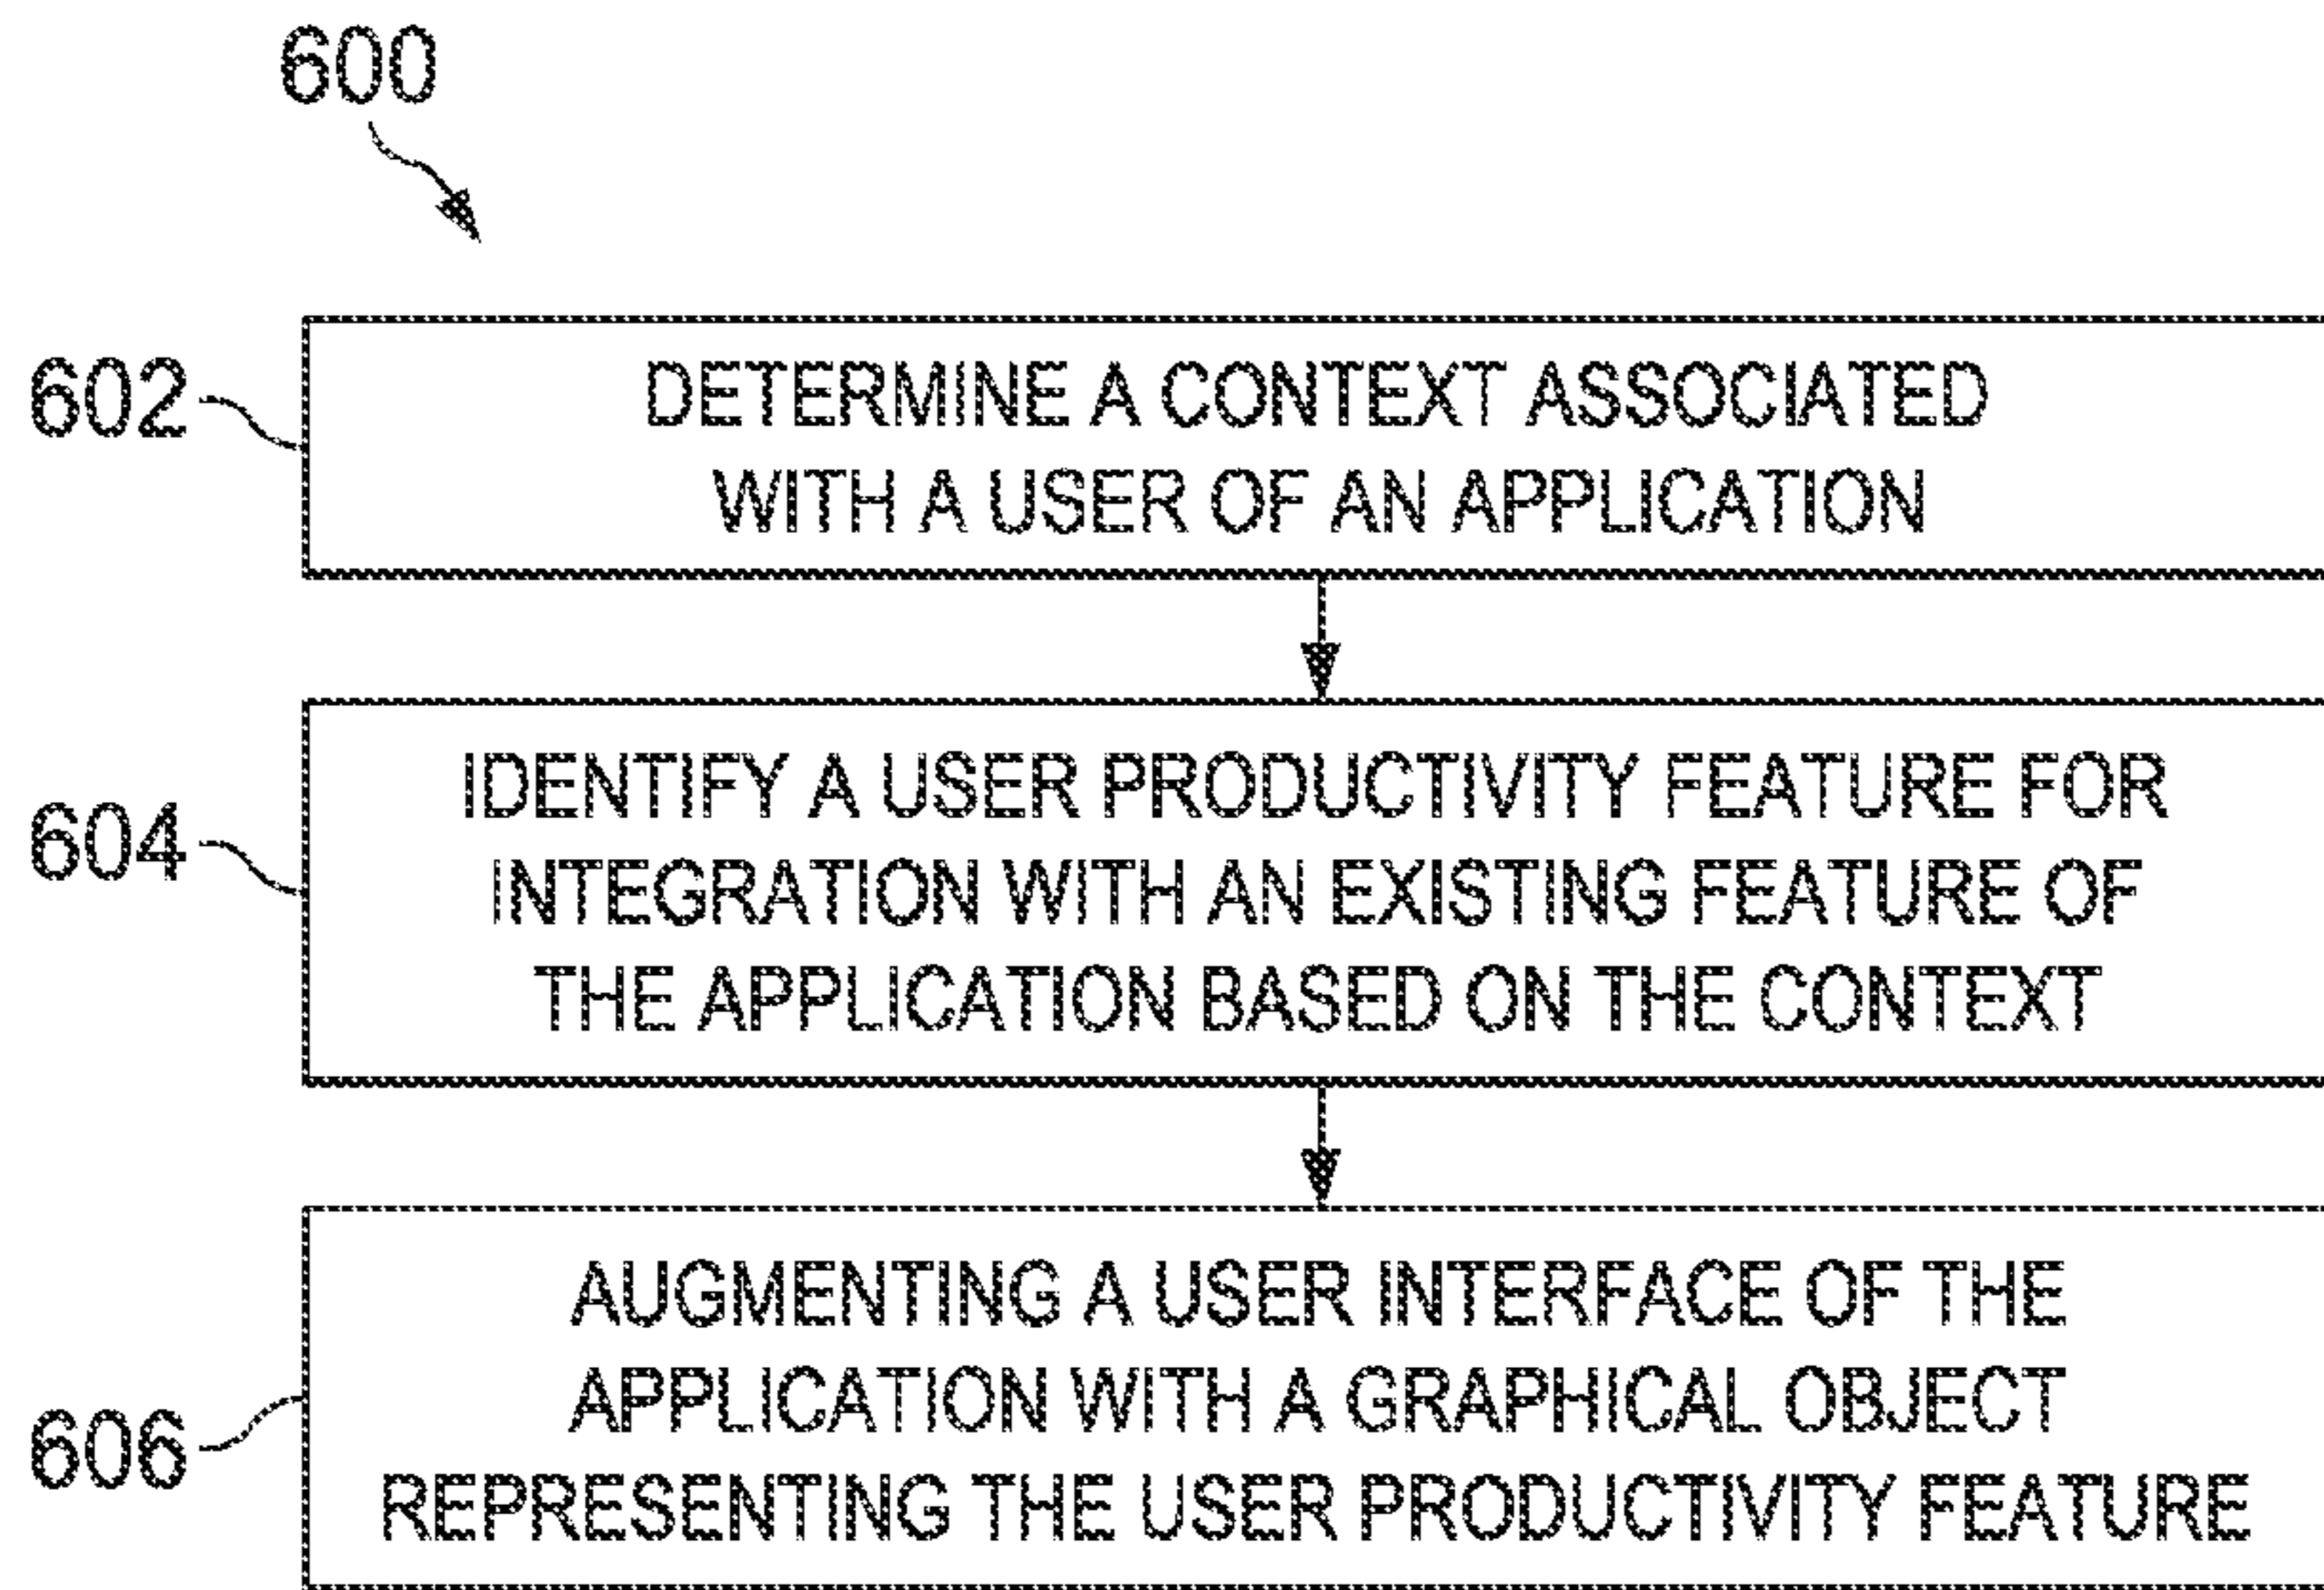 600
602
DETERMINE A CONTEXT ASSOCIATED
WITH A USER OF AN APPLICATION
604
IDENTIFY A USER PRODUCTIVITY FEATURE FOR
INTEGRATION WITH AN EXISTING FEATURE OF
THE APPLICATION BASED ON THE CONTEXT
606
AUGMENTING A USER INTERFACE OF THE
APPLICATION WITH A GRAPHICAL OBJECT
REPRESENTING THE USER PRODUCTIVITY FEATURE